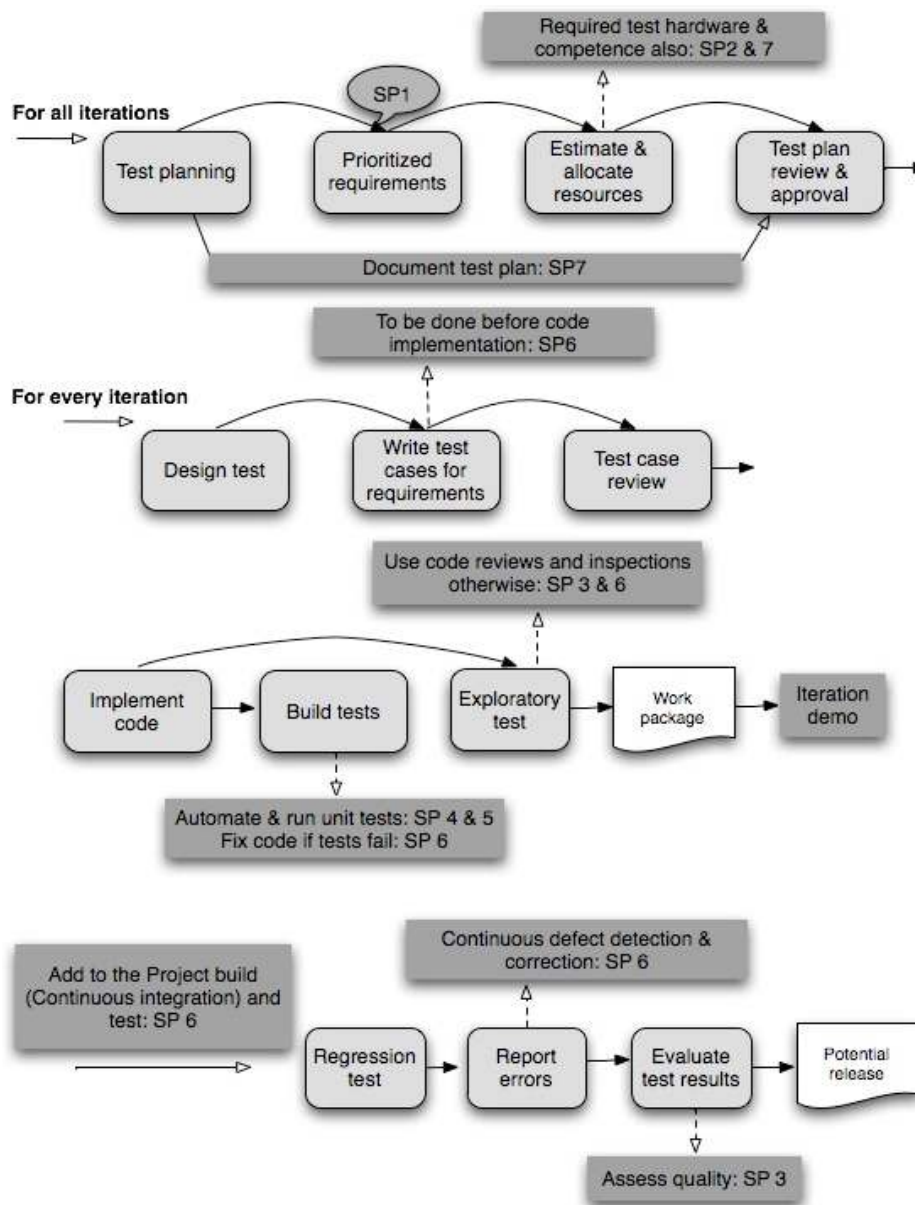 Required test hardware &
competence also: SP2 & 7
For all iterations
SP1
Test planning
Prioritized
requirements
Estimate &
allocate
resources
Test plan
review &
approval
Document test plan: SP7
To be done before code
implementation: SP6
For every iteration
Design test
Write test
cases for
requirements
Test case
review
Use code reviews and inspections
otherwise: SP 3 & 6
Implement
code
Build tests
Exploratory
test
Work
package
Iteration
demo
Automate & run unit tests: SP 4 & 5
Fix code if tests fail: SP 6
Continuous defect detection &
correction: SP 6
Add to the Project build
(Continuous integration) and
test: SP 6
Regression
test
Report
errors
Evaluate
test results
Potential
release
Assess quality: SP 3